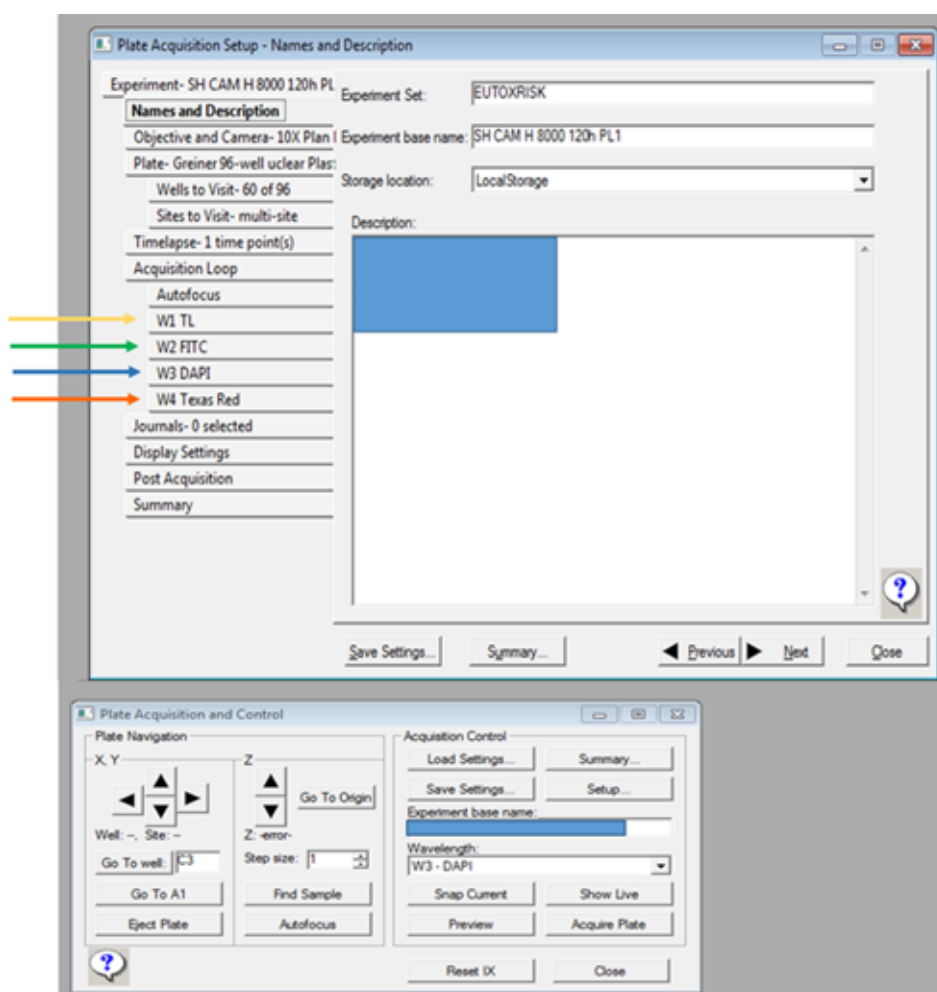 Plate Acquisition Setup - Names and Description
Experiment- SH CAM H 8000 120h PL
Names and Description
Objective and Camera- 10X Plan
Plate- Greiner 96-well uclear Plas
Wells to Visit- 60 of 96
Sites to Visit- multi-site
Timelapse- 1 time point(s)
Acquisition Loop
Autofocus
W1 TL
W2 FITC
W3 DAPI
W4 Texas Red
Journals- 0 selected
Display Settings
Post Acquisition
Summary
Experiment Set: EUTOXRISK
Experiment base name: SH CAM H 8000 120h PL1
Storage location: LocalStorage
Description:
?
Save Settings... Summary... Previous Next Close
Plate Acquisition and Control
Plate Navigation
X, Y
Z
Go To Origin
Well: --, Site: --
Z: -error-
Go To well: C3
Step size: 1
Go To A1
Find Sample
Eject Plate
Autofocus
?
Acquisition Control
Load Settings... Summary...
Save Settings... Setup...
Experiment base name:
Wavelength:
W3 - DAPI
Snap Current Show Live
Preview Acquire Plate
Reset IX Close